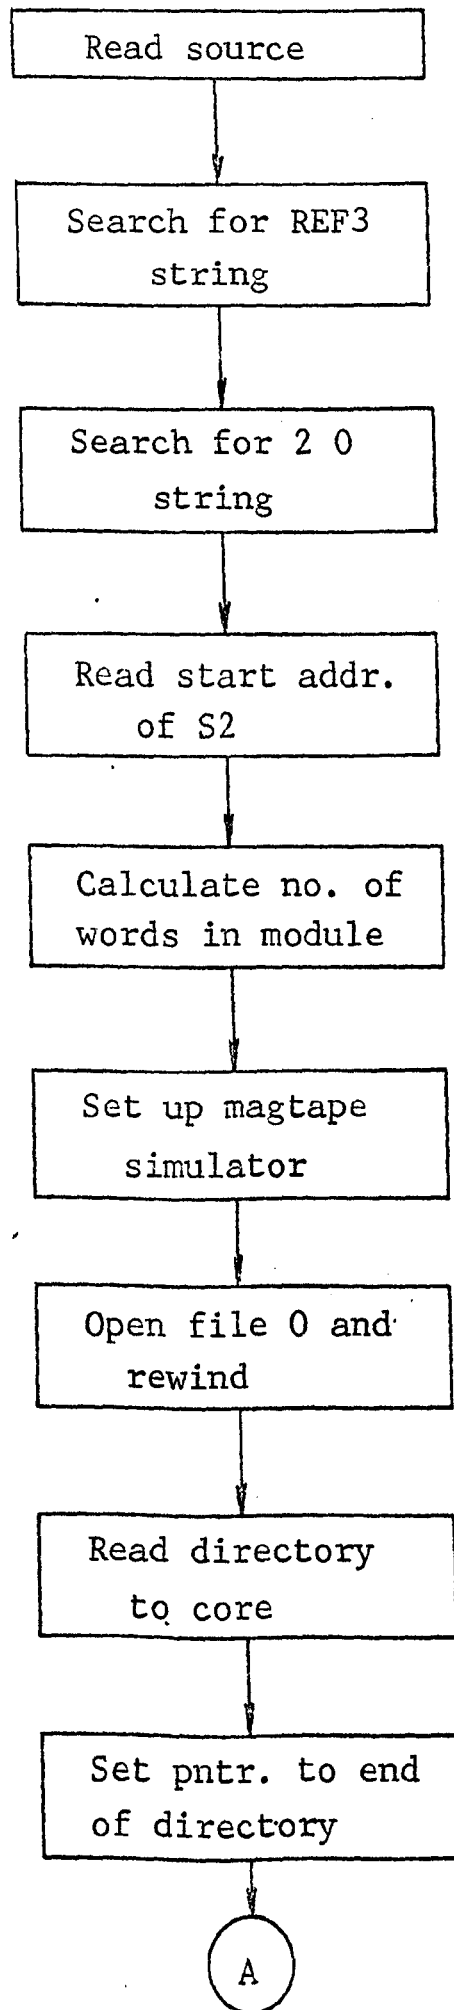 Read source
Search for REF3
string
Search for 2 0
string
Read start addr.
of S2
Calculate no. of
words in module
Set up magtape
simulator
Open file 0 and
rewind
Read directory
to core
Set pntr. to end
of directory
A